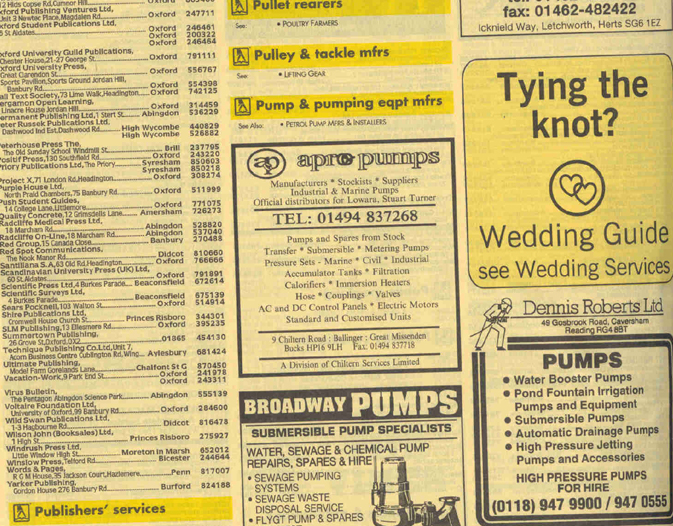 2 Hids Copse Rd,Cumnor Hill Oxford
xford Publishing Ventures Ltd,
Unit 3 Newtec Place,Magdalen Rd. Oxford 247711
xford Student Publications Ltd. Oxford 246461
5 St Aldates Oxford 200322
Oxford 246464
xford University Guild Publications,
Chester House,21-27 George St. Oxford 791111
xford University Press,
Great Clarendon St. Oxford 556767
Sports Pavilion,Sports Ground Jordan Hill,
Banbury Rd. Oxford 554398
all Text Society,73 Lime Walk,Headington Oxford 742125
ergamon Open Learning,
Linacre House Jordan Hill Oxford 314459
ermanent Publishing Ltd,1 Start St. Abingdon 536229
eter Russek Publications Ltd.
Dashwood Ind Est,Dashwood Rd. High Wycombe 440829
High Wycombe 526882
eterhouse Press The,
The Old Sunday School Windmill St. Brill 237795
Positif Press,130 Southfield Rd. Oxford 243220
Priory Publications Ltd,The Priory Syresham 850603
Syresham 850218
Project X,71 London Rd,Headington Oxford 308374
Purple House Ltd,
North Praid Chambers,75 Banbury Rd Oxford 511999
Push Student Guides,
14 College Lane,Littlemore Oxford 771075
Quality Concrete,12 Grimsdells Lane Amersham 726273
Radcliffe Medical Press Ltd,
18 Marcham Rd. Abingdon 528820
Radcliffe On-Line,18 Marcham Rd. Abingdon 537040
Red Group,15 Canada Close Banbury 270488
Red Spot Communications,
The Nook Manor Rd. Didcot 810660
Santillana S.A,63 Old Rd,Headington Oxford 766666
Scandinavian University Press (UK) Ltd,
60 St.Aldates Oxford 791891
Scientific Press Ltd,4 Burkes Parade Beaconsfield 672614
Scientific Surveys Ltd,
4 Burkes Parade Beaconsfield 675139
Sears Pocknell,103 Walton St. Oxford 514914
Shire Publications Ltd.
Cromwell House Church St. Princes Risboro 344301
SLM Publishing,13 Ellesmere Rd. Oxford 395235
Summertown Publishing,
26 Grove St,Oxford,OX2 01865 454130
Technique Publishing Co.Ltd,Unit 7,
Acorn Business Centre Cublington Rd,Wing Aylesbury 681424
Ultimate Publishing,
Model Farm Gorelands Lane Chalfont St G 870450
Vacation-Work,9 Park End St. Oxford 241978
Oxford 243311
Virus Bulletin,
The Pentagon Abingdon Science Park Abingdon 555139
Voltaire Foundation Ltd,
University of Oxford,99 Banbury Rd Oxford 284600
Wild Swan Publications Ltd,
1-3 Hagbourne Rd Didcot 816478
Wilson John (Booksales) Ltd,
1 High St. Princes Risboro 275927
Windrush Press Ltd.
Little Window High St. Moreton in Marsh 652012
Winslow Press,Telford Rd Bicester 244644
Words & Pages,
R G M House,35 Jackson Court,Hazlemere Penn 817007
Yarker Publishing,
Gordon House 276 Banbury Rd. Burford 824188
Publishers' services
Pullet rearers
See: • POULTRY FARMERS
Pulley & tackle mfrs
See: • LIFTING GEAR
Pump & pumping eqpt mfrs
See Also: • PETROL PUMP MFRS & INSTALLERS
ap apro pumps
Manufacturers * Stockists * Suppliers
Industrial & Marine Pumps
Official distributors for Lowara, Stuart Turner
TEL: 01494 837268
Pumps and Spares from Stock
Transfer * Submersible * Metering Pumps
Pressure Sets - Marine * Civil * Industrial
Accumulator Tanks * Filtration
Calorifiers * Immersion Heaters
Hose * Couplings * Valves
AC and DC Control Panels * Electric Motors
Standard and Customised Units
9 Chiltern Road : Ballinger : Great Missenden
Bucks HP16 9LH Fax: 01494 837718
A Division of Chiltern Services Limited
BROADWAY PUMPS
SUBMERSIBLE PUMP SPECIALISTS
WATER, SEWAGE & CHEMICAL PUMP
REPAIRS, SPARES & HIRE
• SEWAGE PUMPING
SYSTEMS
• SEWAGE WASTE
DISPOSAL SERVICE
• FLYGT PUMP & SPARES
fax: 01462-482422
icknield Way, Letchworth, Herts SG6 1EZ
Tying the
knot?
Wedding Guide
see Wedding Services
Dennis Roberts Ltd
49 Gosbrook Road, Caversham
Reading RG4 8BT
PUMPS
• Water Booster Pumps
• Pond Fountain Irrigation
Pumps and Equipment
• Submersible Pumps
• Automatic Drainage Pumps
• High Pressure Jetting
Pumps and Accessories
HIGH PRESSURE PUMPS
FOR HIRE
(0118) 947 9900 / 947 0555